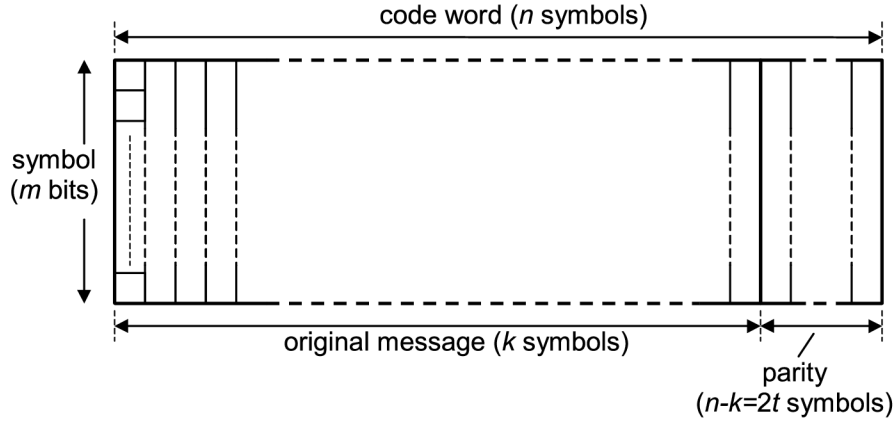 code word (n symbols)
symbol
(m bits)
original message (k symbols)
parity
(n-k=2t symbols)